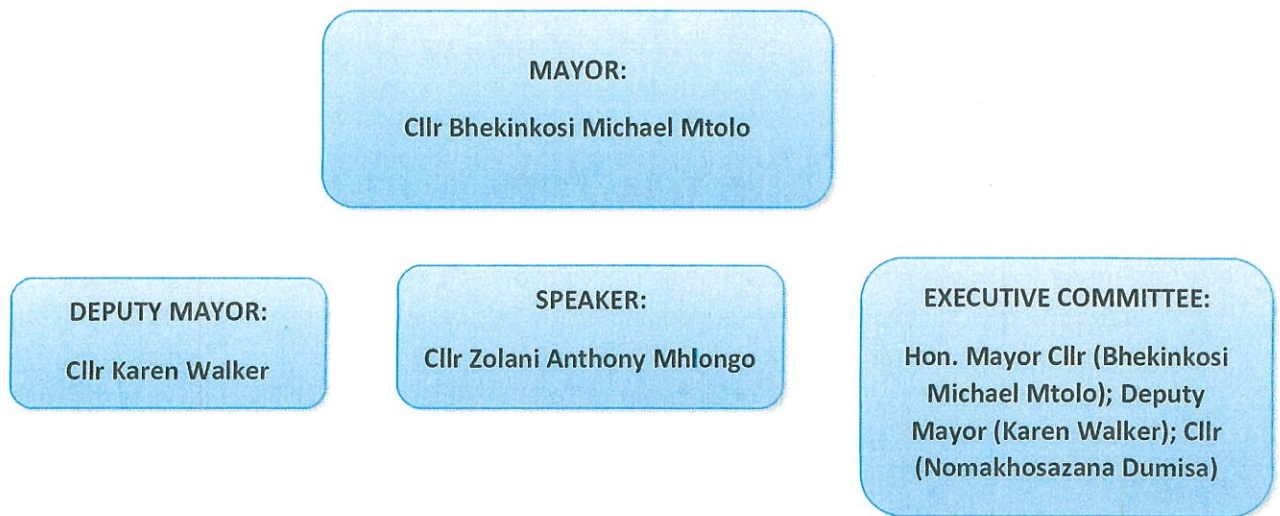 MAYOR:
Cllr Bhekinkosi Michael Mtolo
DEPUTY MAYOR:
Cllr Karen Walker
SPEAKER:
Cllr Zolani Anthony Mhlongo
EXECUTIVE COMMITTEE:
Hon. Mayor Cllr (Bhekinkosi
Michael Mtolo); Deputy
Mayor (Karen Walker); Cllr
(Nomakhosazana Dumisa)